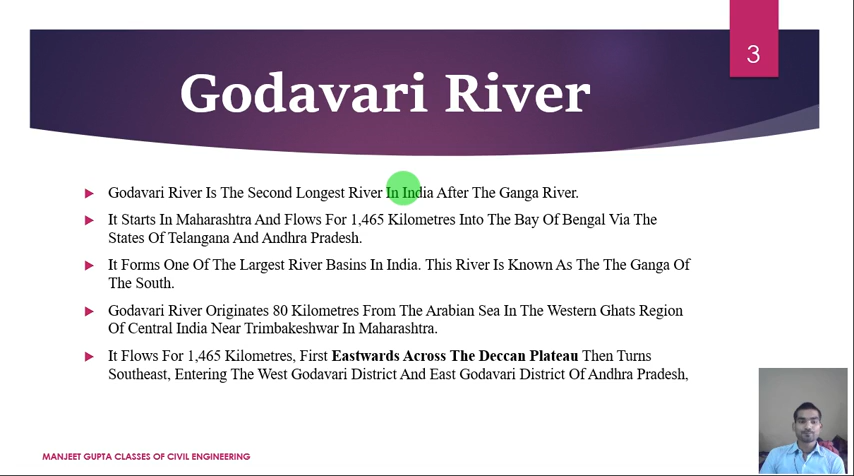 3
Godavari River
Godavari River Is The Second Longest River In India After The Ganga River.
It Starts In Maharashtra And Flows For 1,465 Kilometres Into The Bay Of Bengal Via The
States Of Telangana And Andhra Pradesh.
It Forms One Of The Largest River Basins In India. This River Is Known As The The Ganga Of
The South.
Godavari River Originates 80 Kilometres From The Arabian Sea In The Western Ghats Region
Of Central India Near Trimbakeshwar In Maharashtra.
It Flows For 1,465 Kilometres, First Eastwards Across The Deccan Plateau Then Turns
Southeast, Entering The West Godavari District And East Godavari District Of Andhra Pradesh,
MANJEET GUPTA CLASSES OF CIVIL ENGINEERING